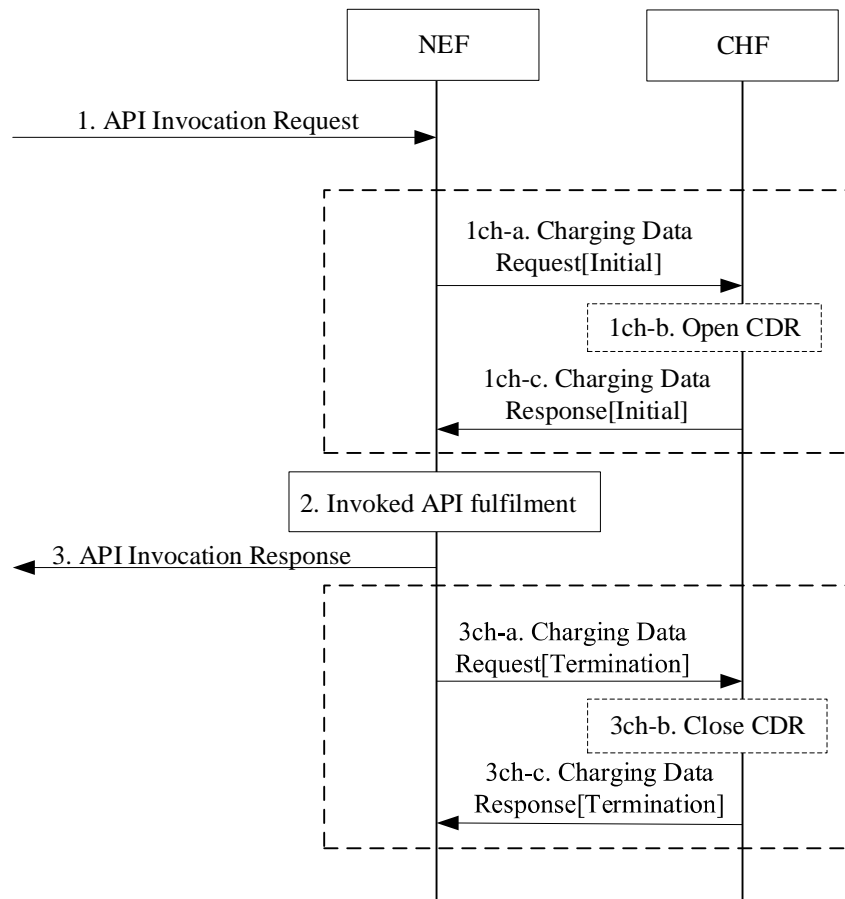 NEF
CHF
1. API Invocation Request
1ch-a. Charging Data
Request[Initial]
1ch-b. Open CDR
1ch-c. Charging Data
Response[Initial]
2. Invoked API fulfilment
3. API Invocation Response
3ch-a. Charging Data
Request[Termination]
3ch-b. Close CDR
3ch-c. Charging Data
Response[Termination]